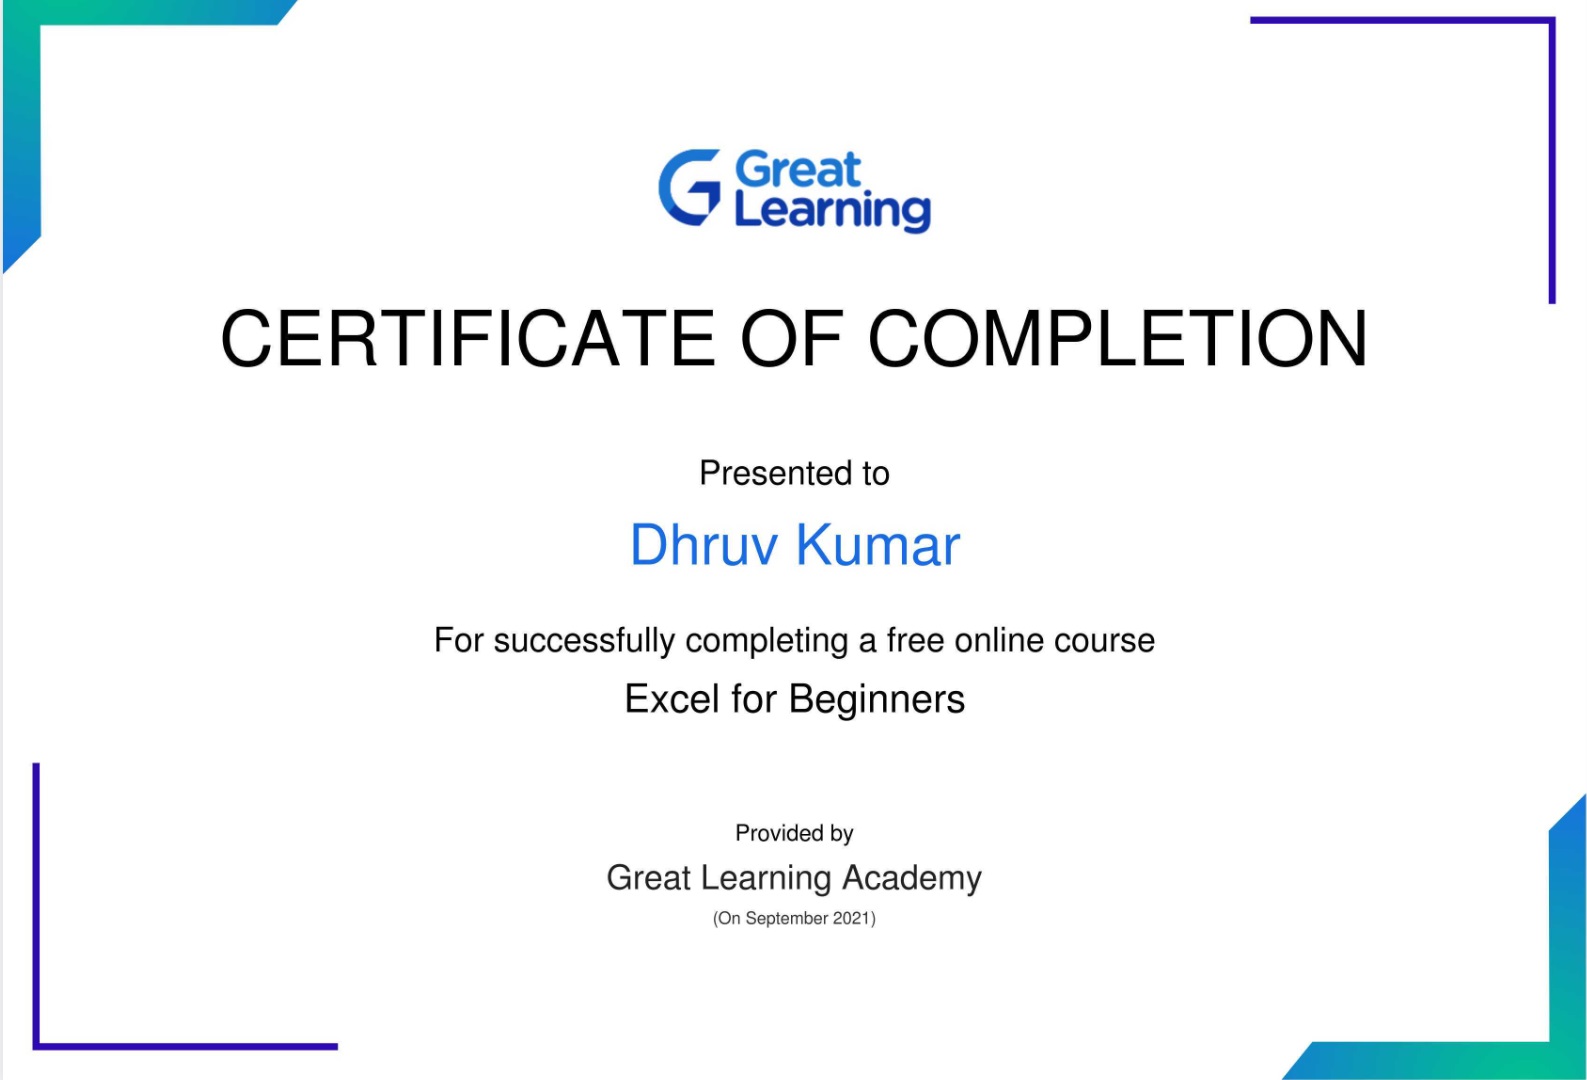 Great
Learning
CERTIFICATE OF COMPLETION
Presented to
Dhruv Kumar
For successfully completing a free online course
Excel for Beginners
Provided by
Great Learning Academy
(On September 2021)